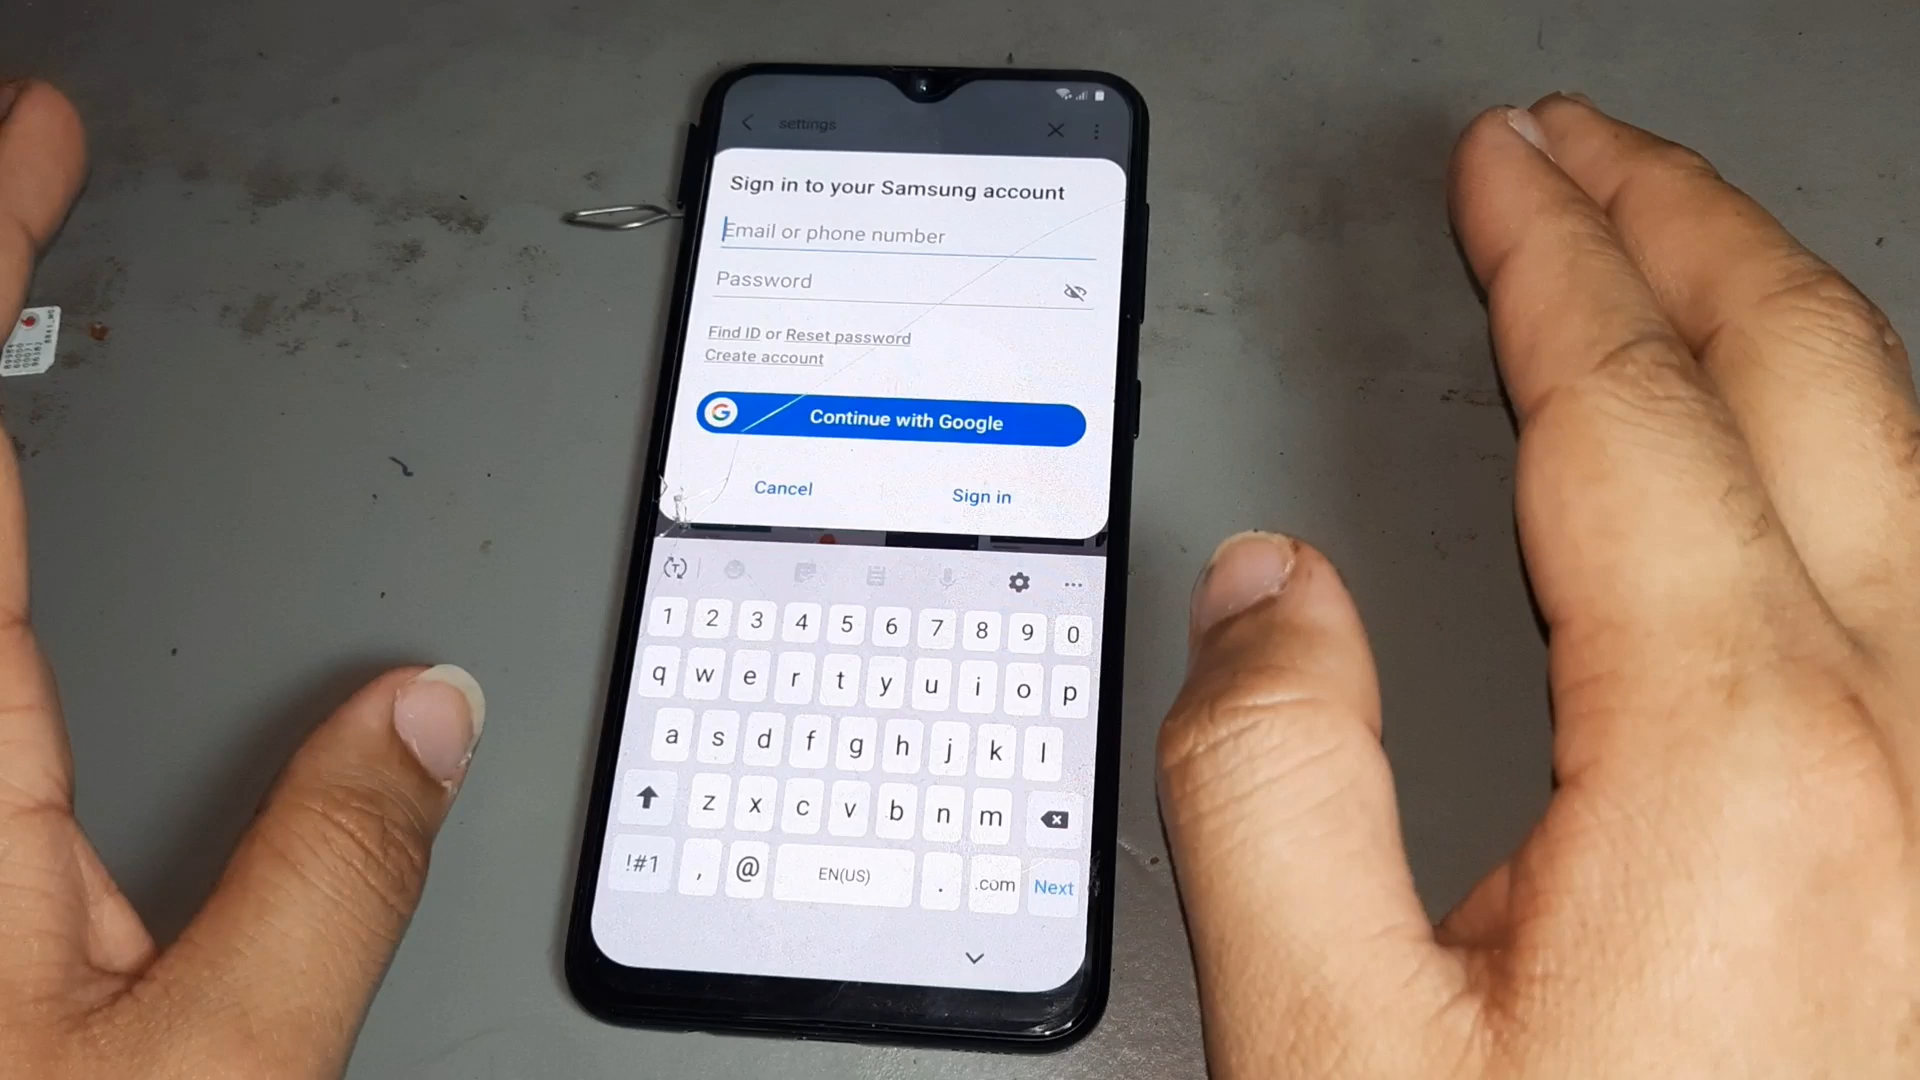 settings
Sign in to your Samsung account
Email or phone number
Password
Find ID or Reset password
Create account
G Continue with Google
Cancel Sign in
1 2 3 4 5 6 7 8 9 0
q w e r t y u i o p
a s d f g h j k l
z x c v b n m
!#1 , @ EN(US) . .com Next